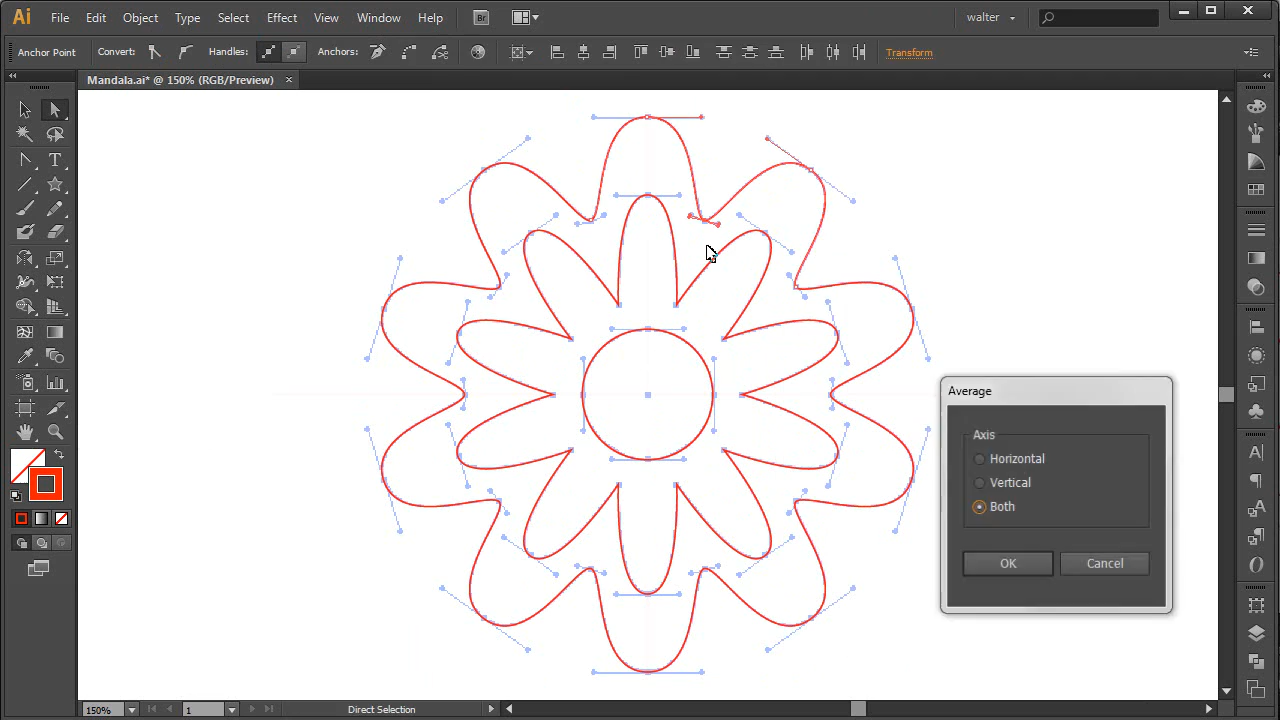 Ai File Edit Object Type Select Effect View Window Help Br walter
Anchor Point Convert: Handles: Anchors: Transform
Mandala.ai* @ 150% (RGB/Preview)
Average
Axis
Horizontal
Vertical
Both
OK Cancel
150% 1 Direct Selection